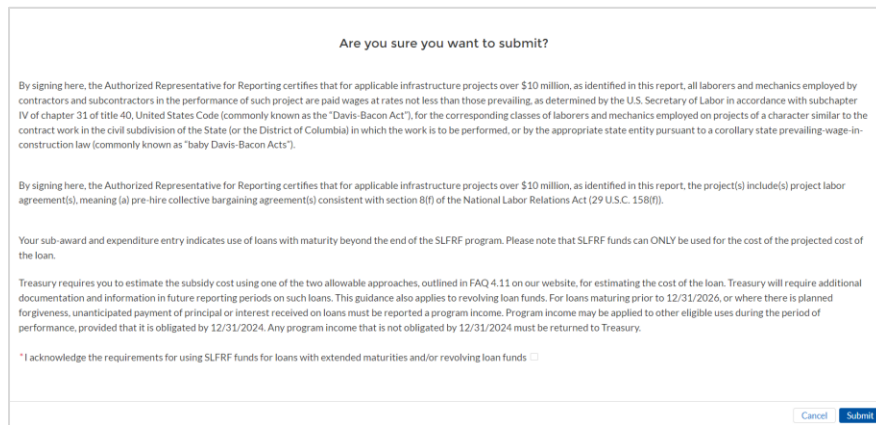 Are you sure you want to submit?
By signing here, the Authorized Representative for Reporting certifies that for applicable infrastructure projects over $10 million, as identified in this report, all laborers and mechanics employed by
contractors and subcontractors in the performance of such project are paid wages at rates not less than those prevailing, as determined by the U.S. Secretary of Labor in accordance with subchapter
IV of chapter 31 of title 40, United States Code (commonly known as the "Davis-Bacon Act"), for the corresponding classes of laborers and mechanics employed on projects of a character similar to the
contract work in the civil subdivision of the State (or the District of Columbia) in which the work is to be performed, or by the appropriate state entity pursuant to a corollary state prevailing-wage-in-
construction law (commonly known as "baby Davis-Bacon Acts").
By signing here, the Authorized Representative for Reporting certifies that for applicable infrastructure projects over $10 million, as identified in this report, the project(s) include(s) project labor
agreement(s), meaning (a) pre-hire collective bargaining agreement(s) consistent with section 8(f) of the National Labor Relations Act (29 U.S.C. 158(f)).
Your sub-award and expenditure entry indicates use of loans with maturity beyond the end of the SLFRF program. Please note that SLFRF funds can ONLY be used for the cost of the projected cost of
the loan.
Treasury requires you to estimate the subsidy cost using one of the two allowable approaches, outlined in FAQ 4.11 on our website, for estimating the cost of the loan. Treasury will require additional
documentation and information in future reporting periods on such loans. This guidance also applies to revolving loan funds. For loans maturing prior to 12/31/2026, or where there is planned
forgiveness, unanticipated payment of principal or interest received on loans must be reported a program income. Program income may be applied to other eligible uses during the period of
performance, provided that it is obligated by 12/31/2024. Any program income that is not obligated by 12/31/2024 must be returned to Treasury.
*I acknowledge the requirements for using SLFRF funds for loans with extended maturities and/or revolving loan funds
Cancel Submit